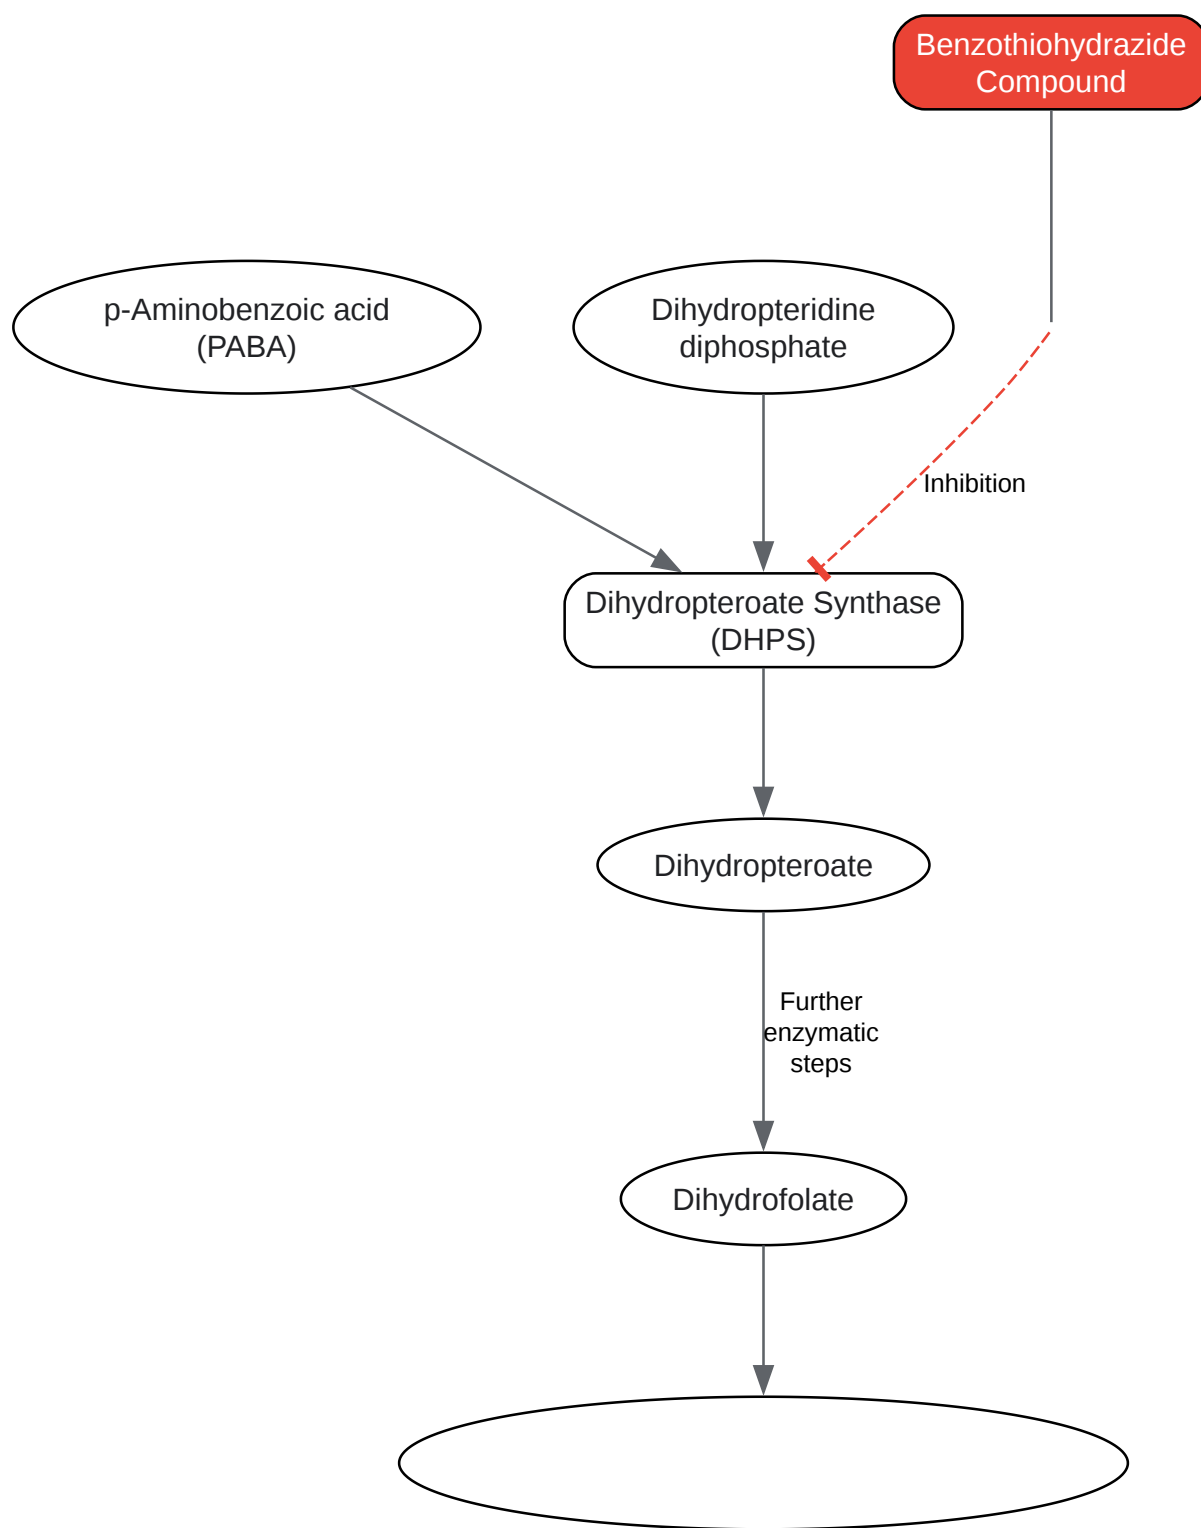 Benzothiohydrazide
Compound
p-Aminobenzoic acid
(PABA)
Dihydropteridine
diphosphate
Inhibition
Dihydropteroate Synthase
(DHPS)
Dihydropteroate
Further
enzymatic
steps
Dihydrofolate